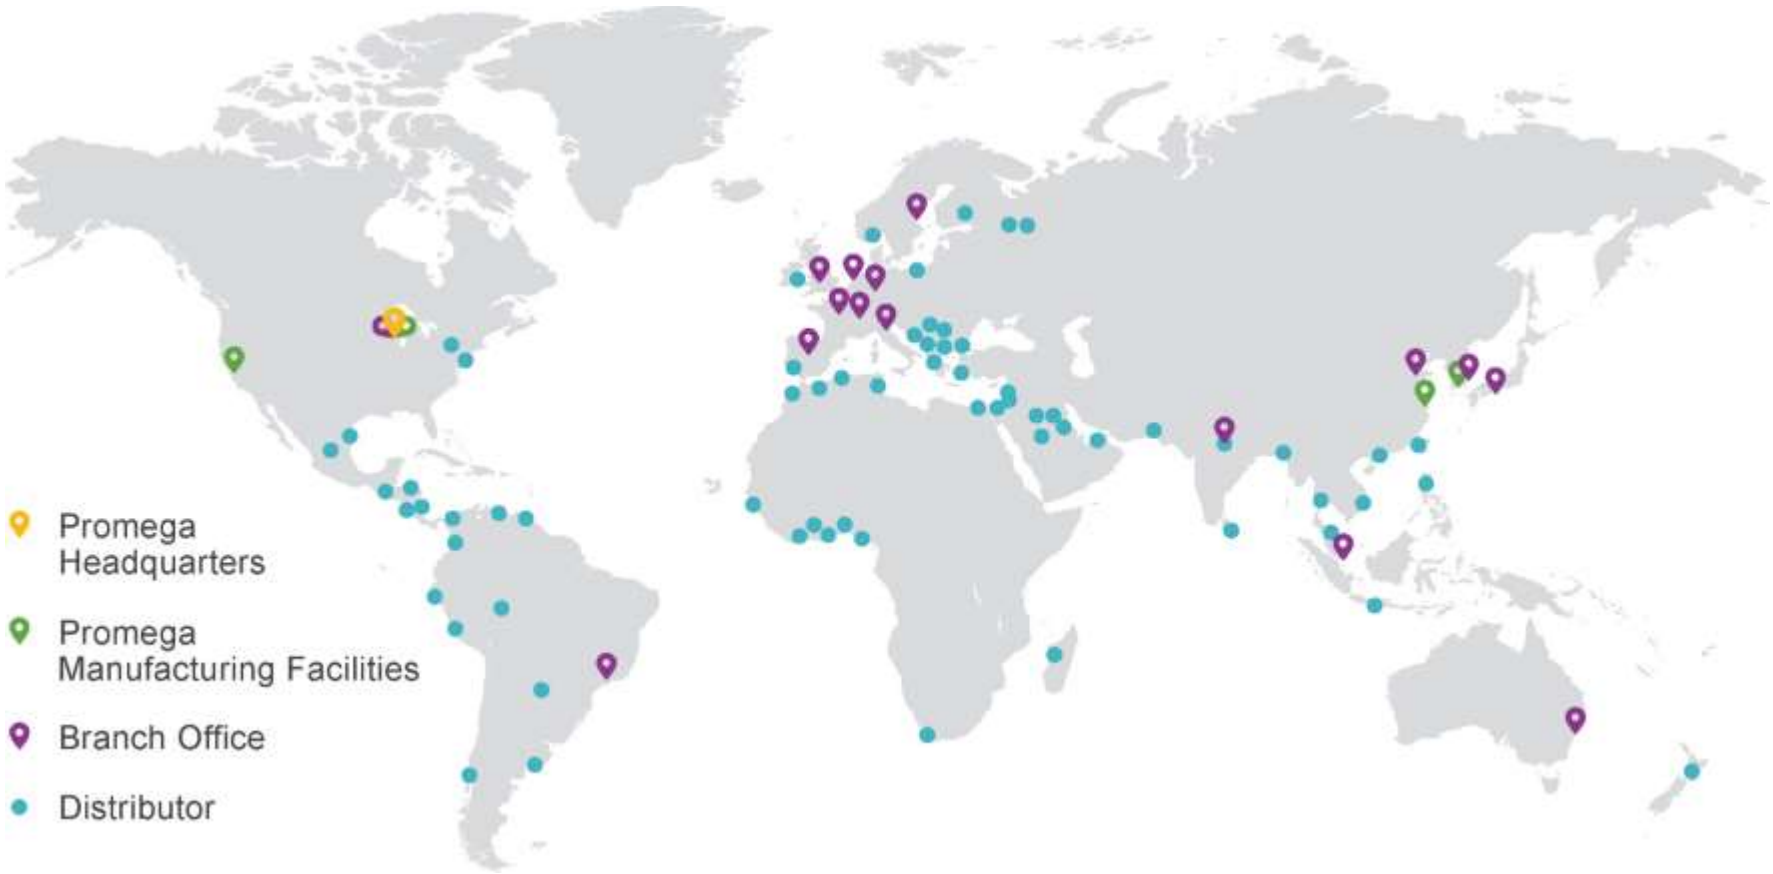 Promega
Headquarters
Promega
Manufacturing Facilities
Branch Office
Distributor